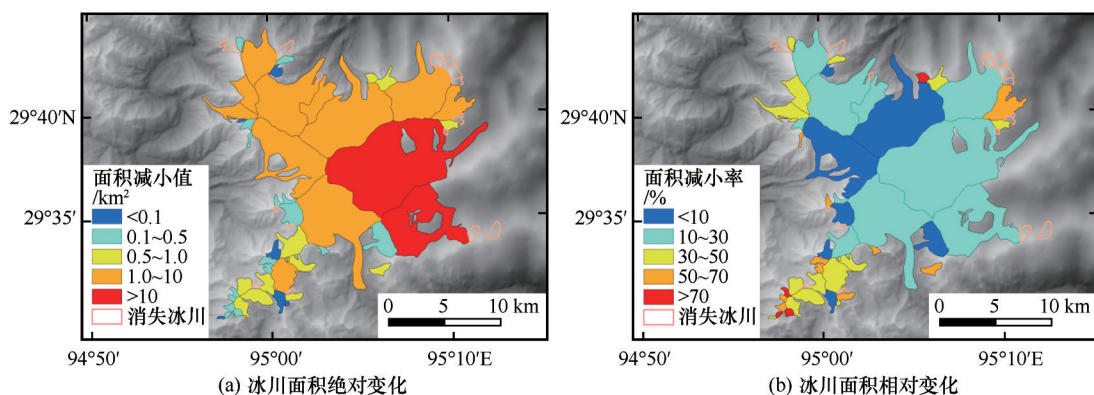 29°40′N
29°35′
面积减小值
/km²
<0.1
0.1~0.5
0.5~1.0
1.0~10
>10
消失冰川
0 5 10 km
94°50′ 95°00′ 95°10′E
(a) 冰川面积绝对变化
29°40′N
29°35′
面积减小率
/%
<10
10~30
30~50
50~70
>70
消失冰川
0 5 10 km
94°50′ 95°00′ 95°10′E
(b) 冰川面积相对变化